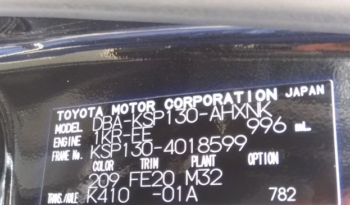 TOYOTA MOTOR CORPORATION JAPAN
MODEL DBA-KSP130-AHXNK
ENGINE 1KR-FE 996 mL
FRAME No. KSP130-4018599
COLOR TRIM PLANT OPTION
209 FE20 M32
TRANS./AXLE K410 -01A 782